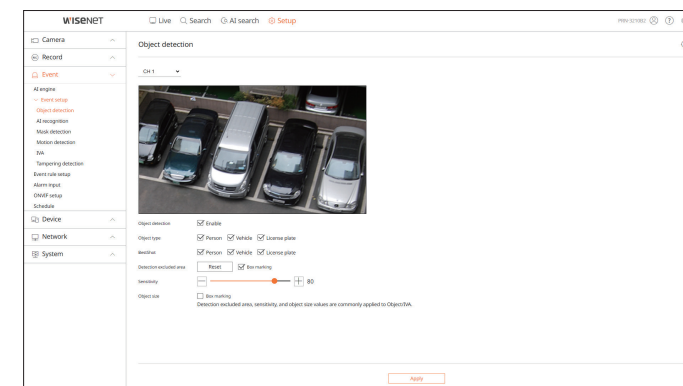 WISENET
Live Search AI search Setup
Camera
Record
Event
AI engine
Event setup
Object detection
AI recognition
Mask detection
Motion detection
IVA
Tampering detection
Event rule setup
Alarm input
ONVIF setup
Schedule
Device
Network
System
Object detection
CH 1
Object detection Enable
Object type Person Vehicle License plate
BestShot Person Vehicle License plate
Detection excluded area Reset Box marking
Sensitivity 80
Object size Box marking
Detection excluded area, sensitivity, and object size values are commonly applied to Object/IVA.
Apply